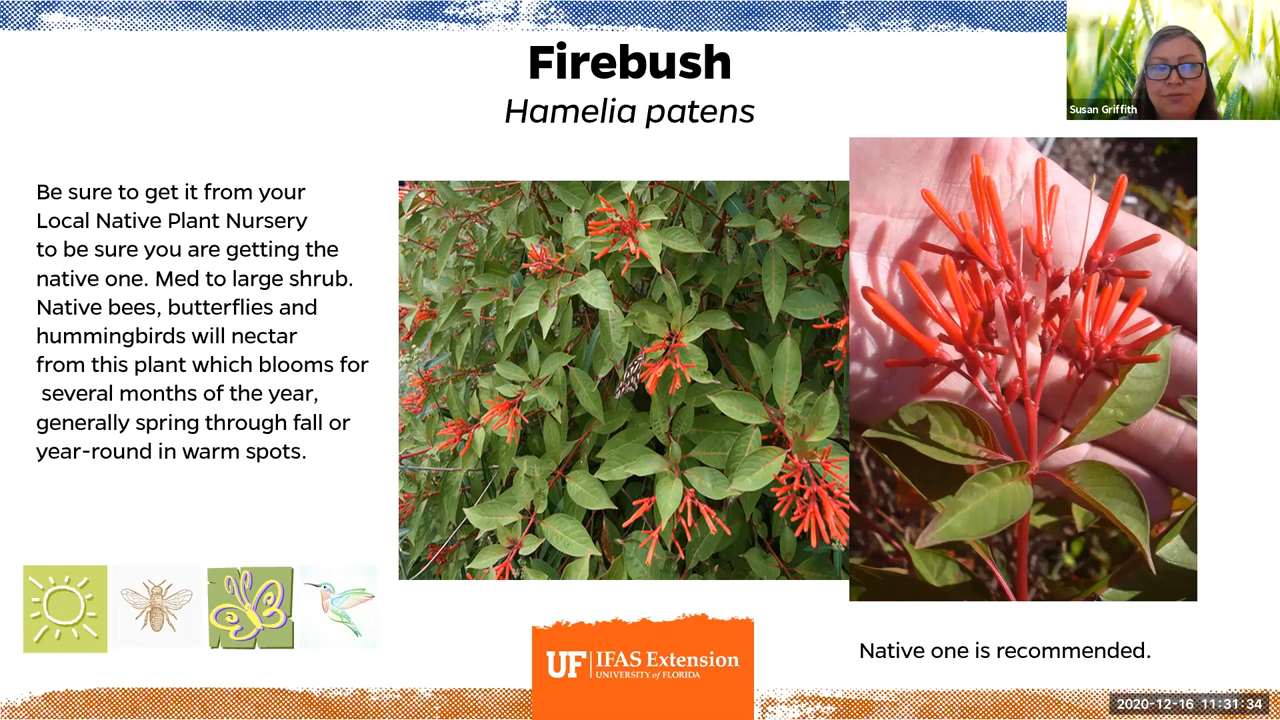 Firebush
Hamelia patens
Susan Griffith
Be sure to get it from your
Local Native Plant Nursery
to be sure you are getting the
native one. Med to large shrub.
Native bees, butterflies and
hummingbirds will nectar
from this plant which blooms for
several months of the year,
generally spring through fall or
year-round in warm spots.
UF IFAS Extension
UNIVERSITY of FLORIDA
Native one is recommended.
2020-12-16 11:31:34